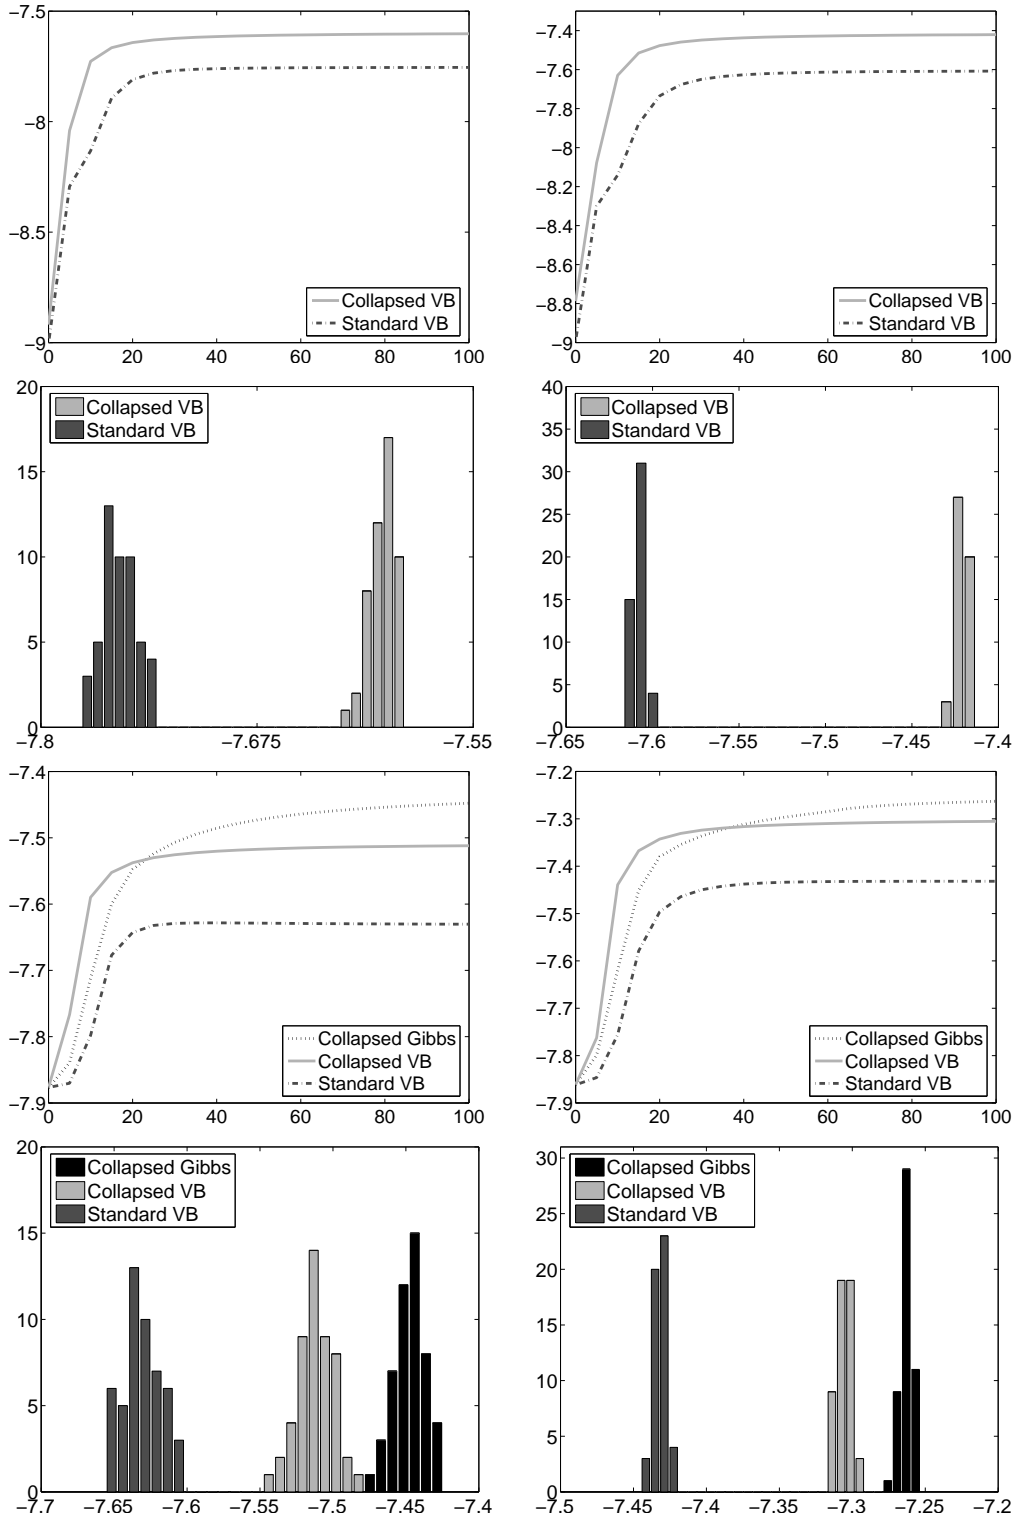 −7.5
−8
−8.5
−9
0 20 40 60 80 100
Collapsed VB
Standard VB
−7.4
−7.6
−7.8
−8
−8.2
−8.4
−8.6
−8.8
−9
0 20 40 60 80 100
Collapsed VB
Standard VB
20
15
10
5
0
−7.8 −7.675 −7.55
Collapsed VB
Standard VB
40
35
30
25
20
15
10
5
0
−7.65 −7.6 −7.55 −7.5 −7.45 −7.4
Collapsed VB
Standard VB
−7.4
−7.5
−7.6
−7.7
−7.8
−7.9
0 20 40 60 80 100
Collapsed Gibbs
Collapsed VB
Standard VB
−7.2
−7.3
−7.4
−7.5
−7.6
−7.7
−7.8
−7.9
0 20 40 60 80 100
Collapsed Gibbs
Collapsed VB
Standard VB
20
15
10
5
0
−7.7 −7.65 −7.6 −7.55 −7.5 −7.45 −7.4
Collapsed Gibbs
Collapsed VB
Standard VB
30
25
20
15
10
5
0
−7.5 −7.45 −7.4 −7.35 −7.3 −7.25 −7.2
Collapsed Gibbs
Collapsed VB
Standard VB